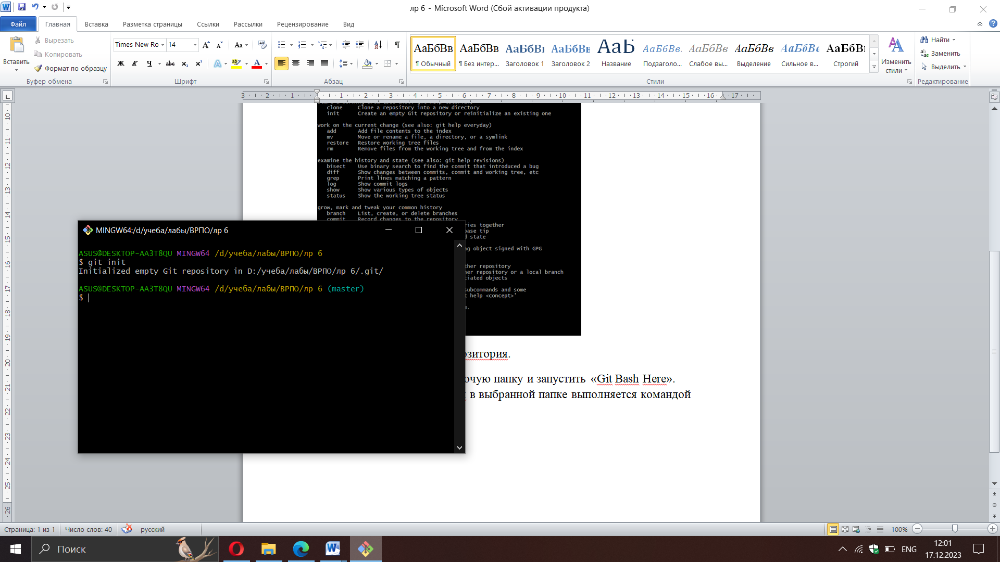 лр 6 - Microsoft Word (Сбой активации продукта)
Файл Главная Вставка Разметка страницы Ссылки Рассылки Рецензирование Вид
Вставить
Вырезать
Копировать
Формат по образцу
Буфер обмена
Times New Ro 14
Ж К Ч abc x₂ x²
Шрифт
Абзац
АаБбВв АаБбВв АаБбВı АаБбВв АаБ АаБбВв. АаБбВв АаБбВв АаБбВв АаБбВı
¶ Обычный ¶ Без интер... Заголовок 1 Заголовок 2 Название Подзаголо... Слабое вы... Выделение Сильное в... Строгий
Изменить стили
Стили
Найти
Заменить
Выделить
Редактирование
3 2 1 1 2 3 4 5 6 7 8 9 10 11 12 13 14 15 16 17
10 11 12 13 14 15 16 17 18 19 20 21 22 23 24 25 26
clone Clone a repository into a new directory
init Create an empty Git repository or reinitialize an existing one
work on the current change (see also: git help everyday)
add Add file contents to the index
mv Move or rename a file, a directory, or a symlink
restore Restore working tree files
rm Remove files from the working tree and from the index
examine the history and state (see also: git help revisions)
bisect Use binary search to find the commit that introduced a bug
diff Show changes between commits, commit and working tree, etc
grep Print lines matching a pattern
log Show commit logs
show Show various types of objects
status Show the working tree status
grow, mark and tweak your common history
branch List, create, or delete branches
commit Record changes to the repository
ries together
ase tip
d state
ag object signed with GPG
ther repository
her repository or a local branch
ciated objects
subcommands and some
t help <concept>'
m.
MINGW64:/d/учеба/лабы/ВРПО/лр 6
ASUS@DESKTOP-AA3T8QU MINGW64 /d/учеба/лабы/ВРПО/лр 6
$ git init
Initialized empty Git repository in D:/учеба/лабы/ВРПО/лр 6/.git/
ASUS@DESKTOP-AA3T8QU MINGW64 /d/учеба/лабы/ВРПО/лр 6 (master)
$
озитория.
очую папку и запустить «Git Bash Here».
в выбранной папке выполняется командой
Страница: 1 из 1 Число слов: 40 русский 100%
Поиск
ENG
12:01
17.12.2023